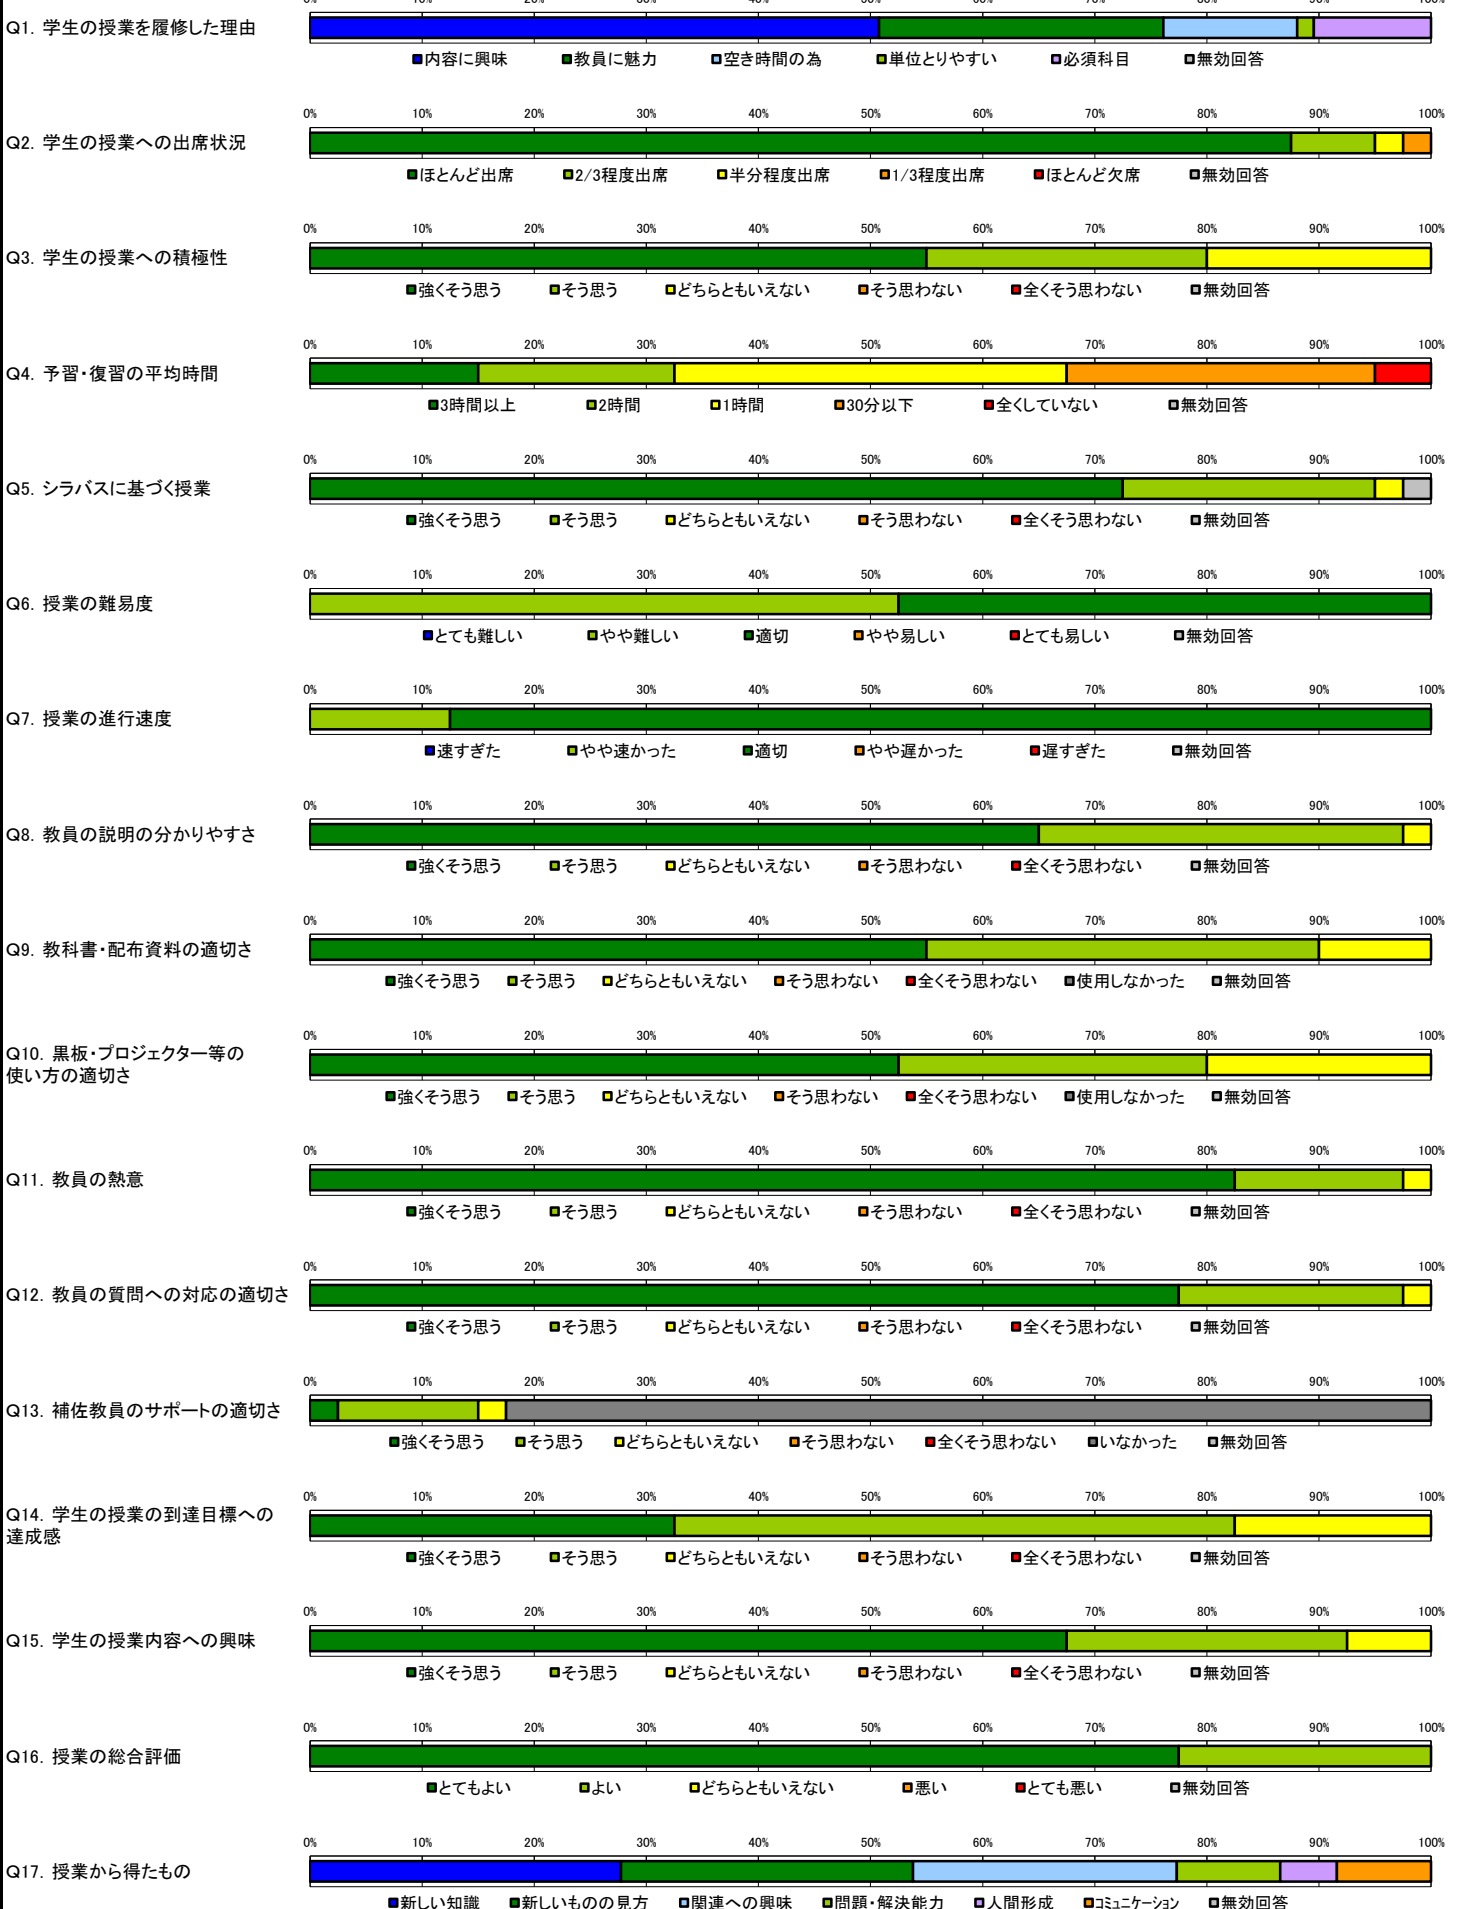 0% 10% 20% 30% 40% 50% 60% 70% 80% 90% 100%
Q1. 学生の授業を履修した理由
内容に興味 教員に魅力 空き時間の為 単位とりやすい 必須科目 無効回答
0% 10% 20% 30% 40% 50% 60% 70% 80% 90% 100%
Q2. 学生の授業への出席状況
ほとんど出席 2/3程度出席 半分程度出席 1/3程度出席 ほとんど欠席 無効回答
0% 10% 20% 30% 40% 50% 60% 70% 80% 90% 100%
Q3. 学生の授業への積極性
強くそう思う そう思う どちらともいえない そう思わない 全くそう思わない 無効回答
0% 10% 20% 30% 40% 50% 60% 70% 80% 90% 100%
Q4. 予習・復習の平均時間
3時間以上 2時間 1時間 30分以下 全くしていない 無効回答
0% 10% 20% 30% 40% 50% 60% 70% 80% 90% 100%
Q5. シラバスに基づく授業
強くそう思う そう思う どちらともいえない そう思わない 全くそう思わない 無効回答
0% 10% 20% 30% 40% 50% 60% 70% 80% 90% 100%
Q6. 授業の難易度
とても難しい やや難しい 適切 やや易しい とても易しい 無効回答
0% 10% 20% 30% 40% 50% 60% 70% 80% 90% 100%
Q7. 授業の進行速度
速すぎた やや速かった 適切 やや遅かった 遅すぎた 無効回答
0% 10% 20% 30% 40% 50% 60% 70% 80% 90% 100%
Q8. 教員の説明の分かりやすさ
強くそう思う そう思う どちらともいえない そう思わない 全くそう思わない 無効回答
0% 10% 20% 30% 40% 50% 60% 70% 80% 90% 100%
Q9. 教科書・配布資料の適切さ
強くそう思う そう思う どちらともいえない そう思わない 全くそう思わない 使用しなかった 無効回答
0% 10% 20% 30% 40% 50% 60% 70% 80% 90% 100%
Q10. 黒板・プロジェクター等の
使い方の適切さ
強くそう思う そう思う どちらともいえない そう思わない 全くそう思わない 使用しなかった 無効回答
0% 10% 20% 30% 40% 50% 60% 70% 80% 90% 100%
Q11. 教員の熱意
強くそう思う そう思う どちらともいえない そう思わない 全くそう思わない 無効回答
0% 10% 20% 30% 40% 50% 60% 70% 80% 90% 100%
Q12. 教員の質問への対応の適切さ
強くそう思う そう思う どちらともいえない そう思わない 全くそう思わない 無効回答
0% 10% 20% 30% 40% 50% 60% 70% 80% 90% 100%
Q13. 補佐教員のサポートの適切さ
強くそう思う そう思う どちらともいえない そう思わない 全くそう思わない いなかった 無効回答
0% 10% 20% 30% 40% 50% 60% 70% 80% 90% 100%
Q14. 学生の授業の到達目標への
達成感
強くそう思う そう思う どちらともいえない そう思わない 全くそう思わない 無効回答
0% 10% 20% 30% 40% 50% 60% 70% 80% 90% 100%
Q15. 学生の授業内容への興味
強くそう思う そう思う どちらともいえない そう思わない 全くそう思わない 無効回答
0% 10% 20% 30% 40% 50% 60% 70% 80% 90% 100%
Q16. 授業の総合評価
とてもよい よい どちらともいえない 悪い とても悪い 無効回答
0% 10% 20% 30% 40% 50% 60% 70% 80% 90% 100%
Q17. 授業から得たもの
新しい知識 新しいものの見方 関連への興味 問題・解決能力 人間形成 コミュニケーション 無効回答